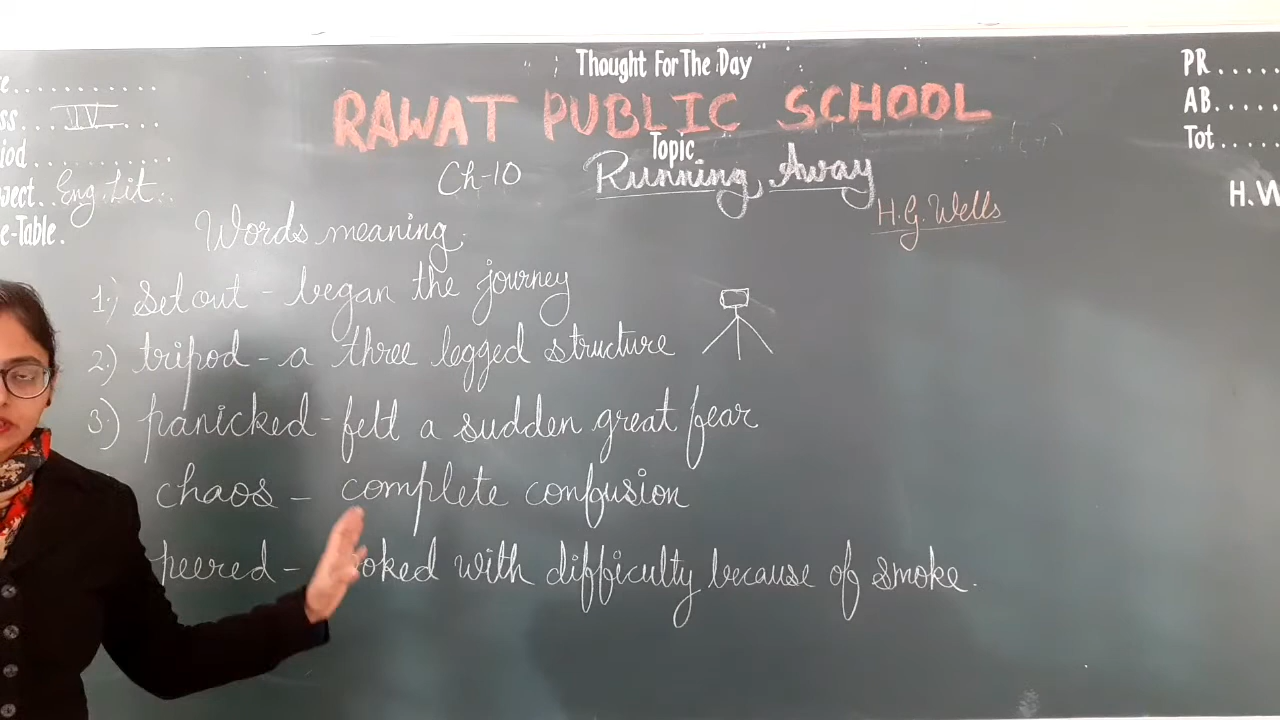 Thought For The Day
RAWAT PUBLIC SCHOOL
Topic
Ch-10 Running Away
H.G. Wells
PR.....
AB.....
Tot.....
H.W
e...........
ss...IV...
iod...........
ject..Eng.Lit..
e-Table.
Words meaning.
1.) Set out - began the journey
2.) tripod - a three legged structure
3.) panicked - felt a sudden great fear
chaos - complete confusion
peered - oked with difficulty because of smoke.